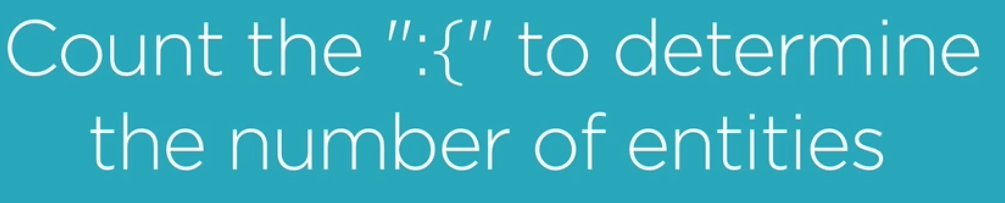 Count the ":{" to determine
the number of entities